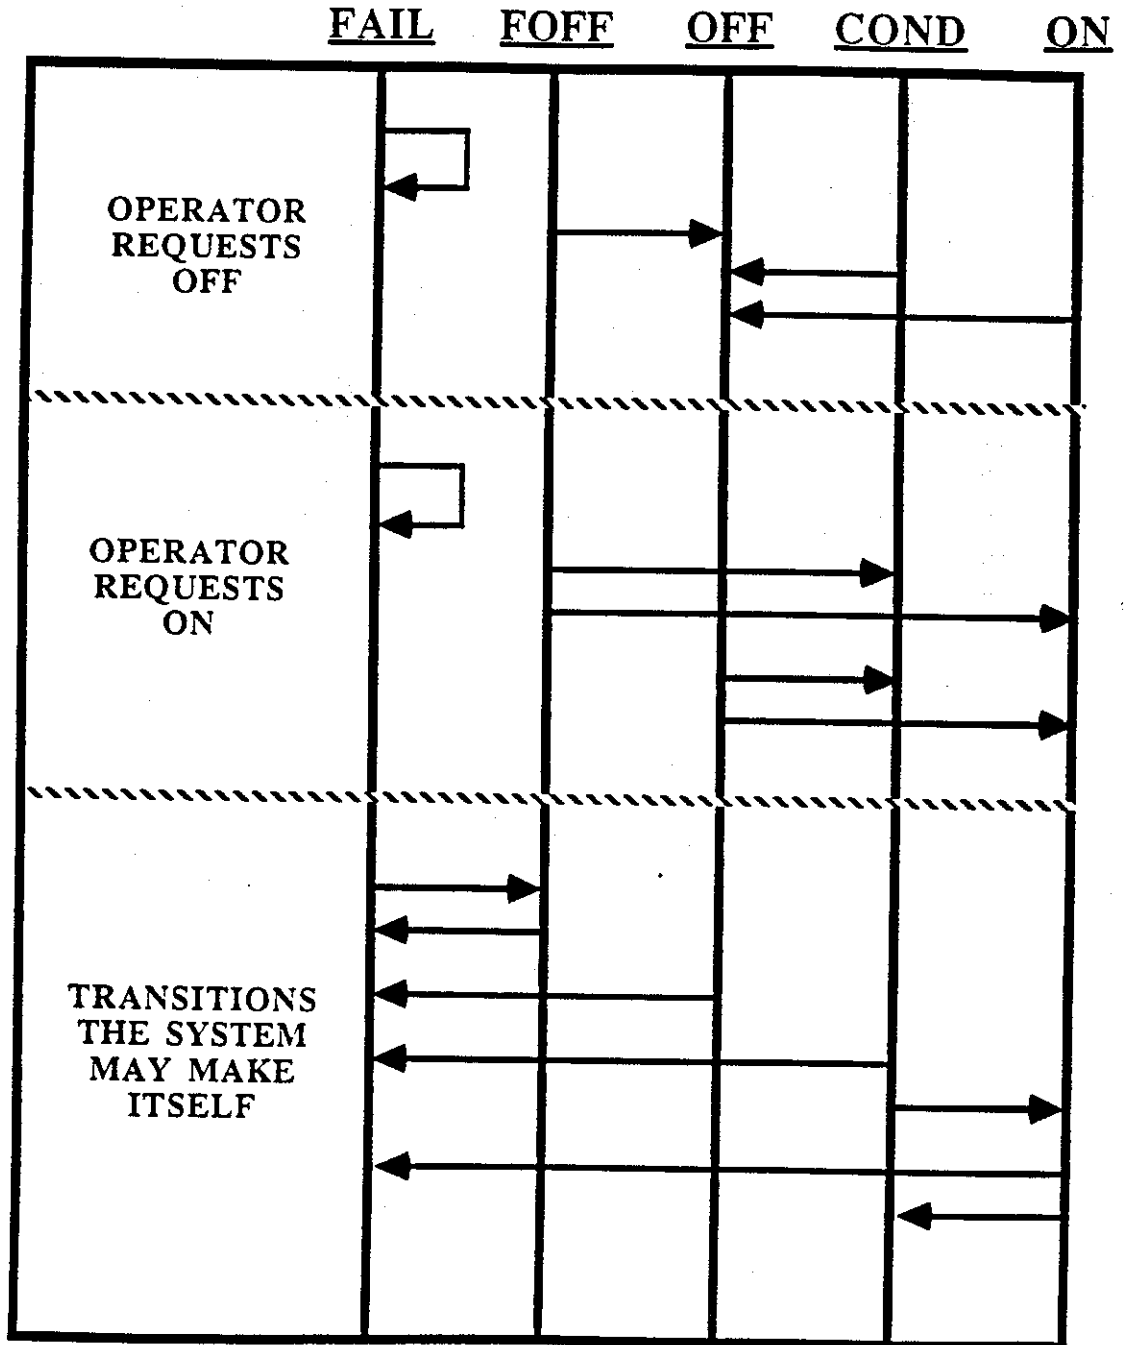 FAIL FOFF OFF COND ON
OPERATOR
REQUESTS
OFF
OPERATOR
REQUESTS
ON
TRANSITIONS
THE SYSTEM
MAY MAKE
ITSELF